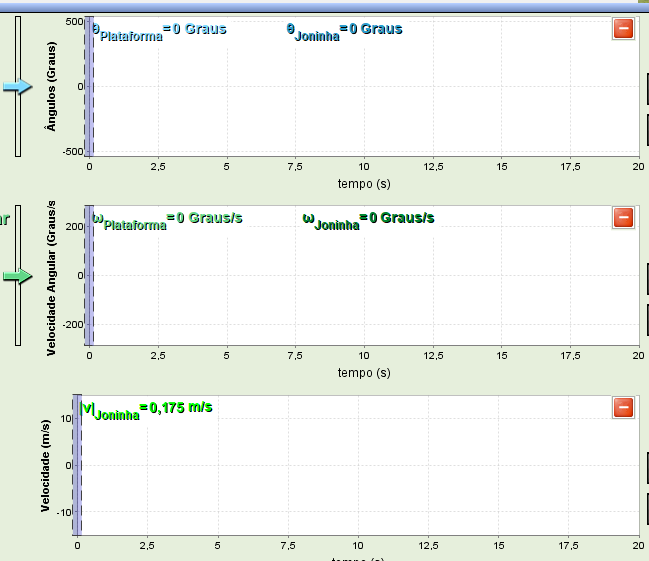 500
θPlataforma=0 Graus
θJoninha=0 Graus
Ângulos (Graus)
0
-500
0 2,5 5 7,5 10 12,5 15 17,5 20
tempo (s)
ar
200
ωPlataforma=0 Graus/s
ωJoninha=0 Graus/s
Velocidade Angular (Graus/s
0
-200
0 2,5 5 7,5 10 12,5 15 17,5 20
tempo (s)
10
|v|Joninha=0,175 m/s
Velocidade (m/s)
0
-10
0 2,5 5 7,5 10 12,5 15 17,5 20
tempo (s)